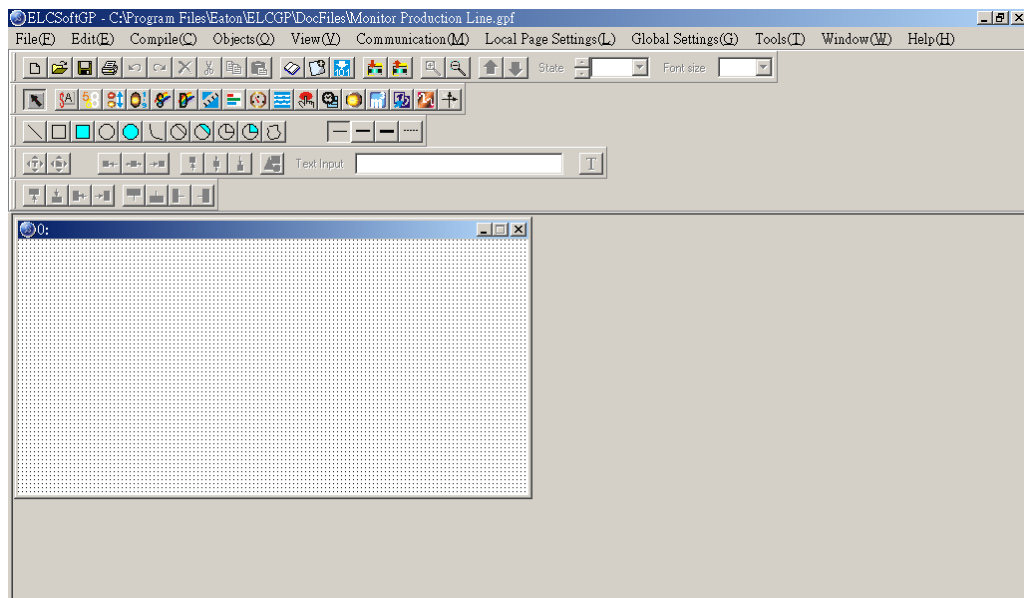 ELCSoftGP - C:\Program Files\Eaton\ELCGP\DocFiles\Monitor Production Line.gpf
File(F) Edit(E) Compile(C) Objects(O) View(V) Communication(M) Local Page Settings(L) Global Settings(G) Tools(T) Window(W) Help(H)
State Font size
Text Input: T
0: